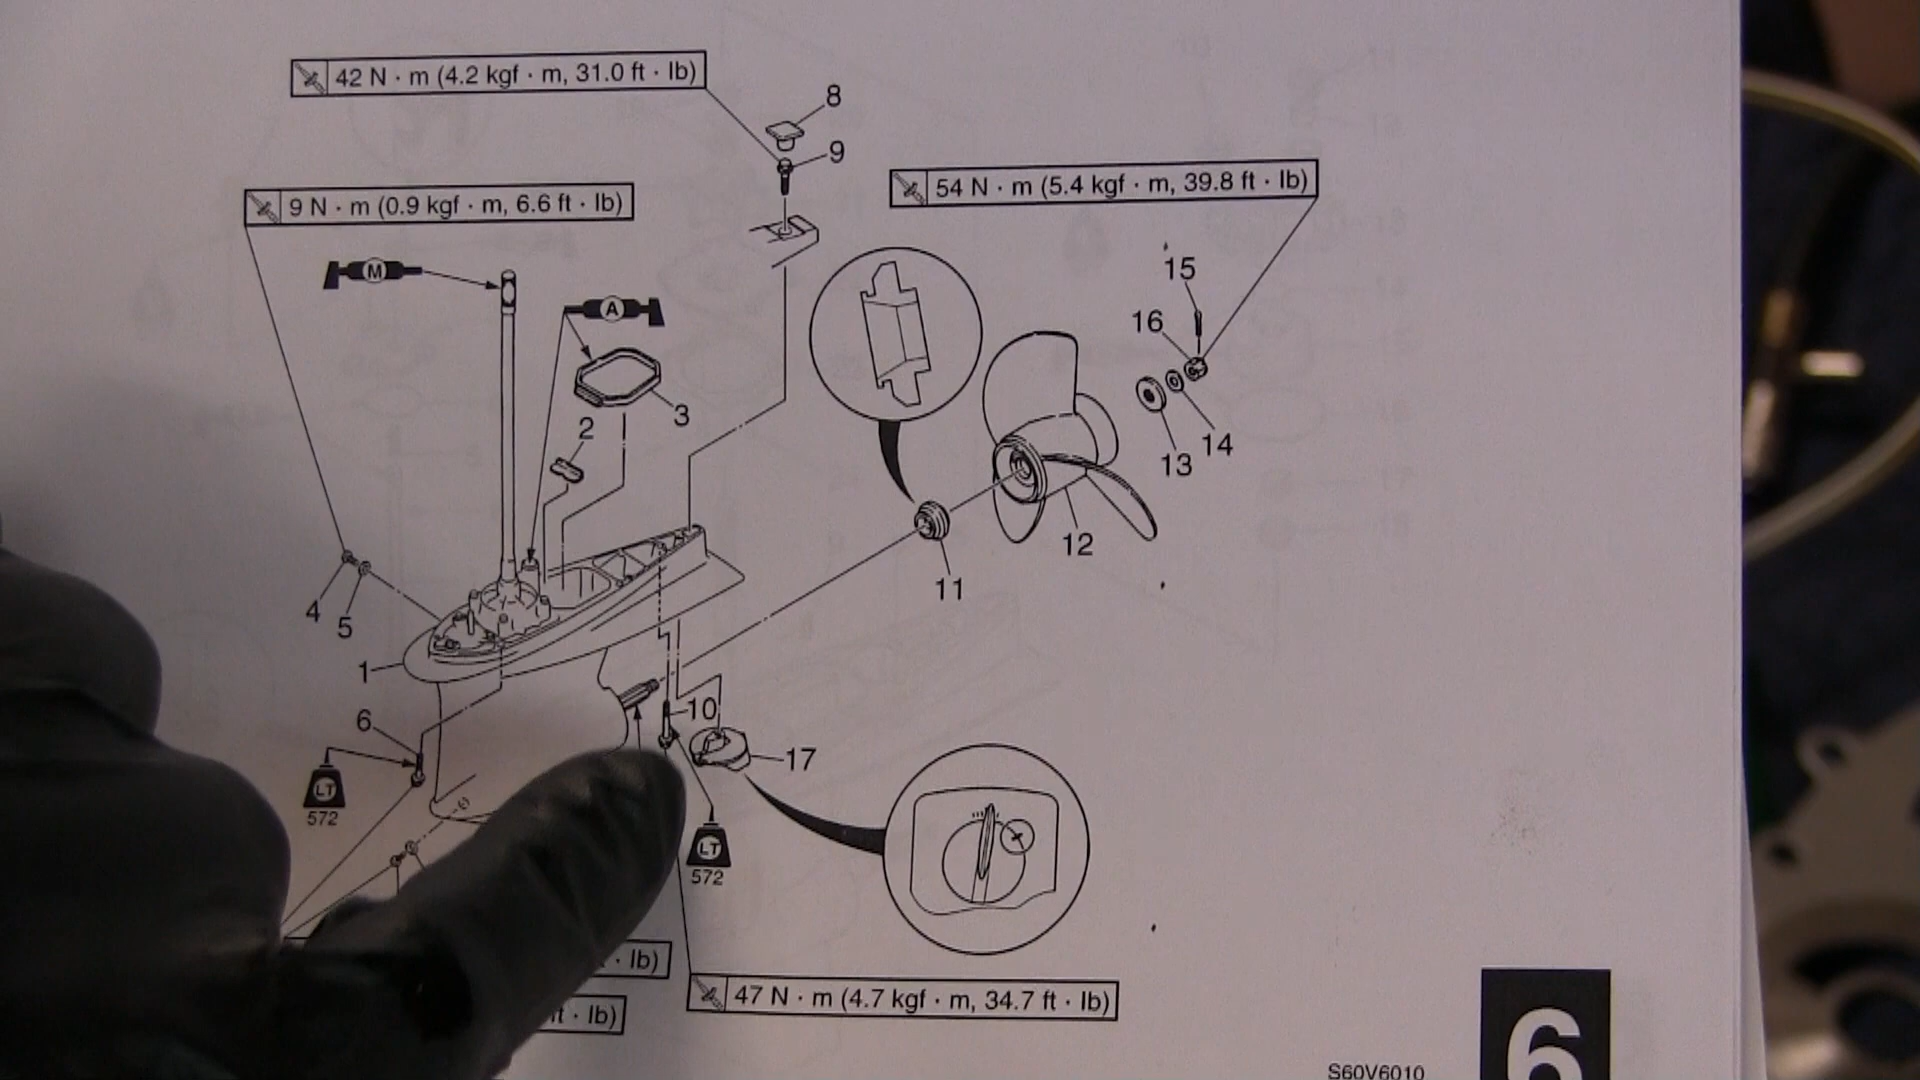 42 N · m (4.2 kgf · m, 31.0 ft · lb)
8
9
54 N · m (5.4 kgf · m, 39.8 ft · lb)
9 N · m (0.9 kgf · m, 6.6 ft · lb)
M
A
15
16
3
2
14
13
12
11
4
5
1
6
10
17
LT
572
LT
572
· lb)
47 N · m (4.7 kgf · m, 34.7 ft · lb)
ft · lb)
S60V6010
6